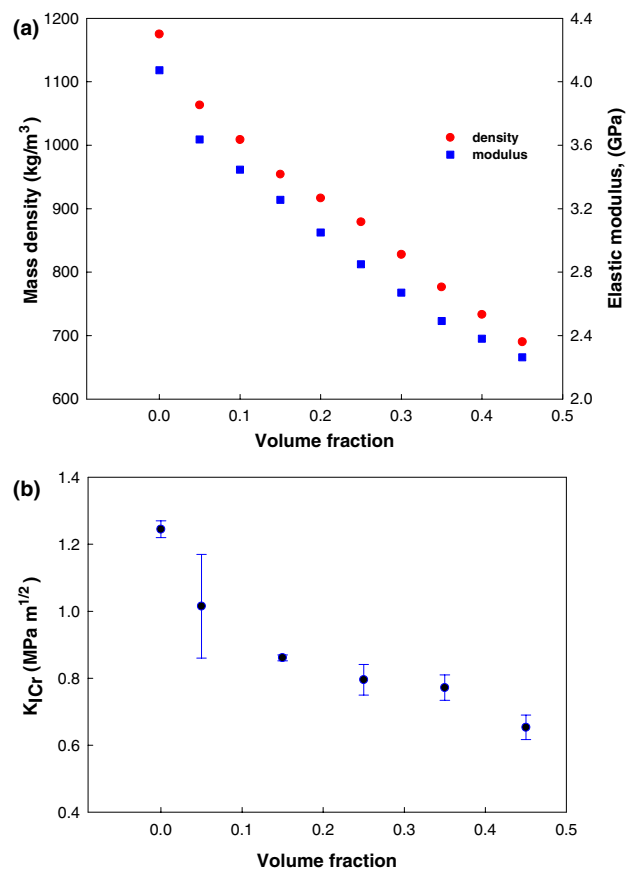 (a)
1200
1100
1000
900
800
700
600
Mass density (kg/m³)
4.4
4.0
3.6
3.2
2.8
2.4
2.0
Elastic modulus, (GPa)
density
modulus
0.0 0.1 0.2 0.3 0.4 0.5
Volume fraction
(b)
1.4
1.2
1.0
0.8
0.6
0.4
K_ICr (MPa m^1/2)
0.0 0.1 0.2 0.3 0.4 0.5
Volume fraction